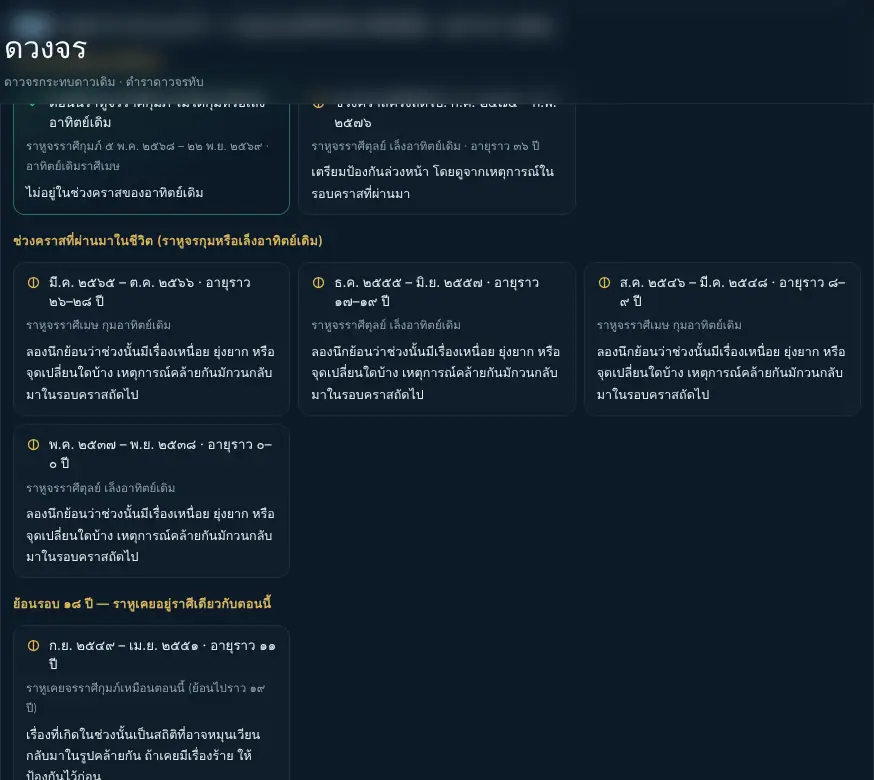 ดวงจร
ดาวจรกระทบดาวเดิม · ตำราดาวจรทับ
อาทิตย์เดิม
ราหูจรราศีกุมภ์ ๕ พ.ค. ๒๕๖๘ – ๒๒ พ.ย. ๒๕๖๙ ·
อาทิตย์เดิมราศีเมษ
ไม่อยู่ในช่วงคราสของอาทิตย์เดิม
๒๕๗๖
ราหูจรราศีตุลย์ เล็งอาทิตย์เดิม · อายุราว ๓๖ ปี
เตรียมป้องกันล่วงหน้า โดยดูจากเหตุการณ์ใน
รอบคราสที่ผ่านมา
ช่วงคราสที่ผ่านมาในชีวิต (ราหูจรกุมหรือเล็งอาทิตย์เดิม)
มี.ค. ๒๕๖๕ – ต.ค. ๒๕๖๖ · อายุราว
๒๖–๒๘ ปี
ราหูจรราศีเมษ กุมอาทิตย์เดิม
ลองนึกย้อนว่าช่วงนั้นมีเรื่องเหนื่อย ยุ่งยาก หรือ
จุดเปลี่ยนใดบ้าง เหตุการณ์คล้ายกันมักวนกลับ
มาในรอบคราสถัดไป
ธ.ค. ๒๕๕๕ – มิ.ย. ๒๕๕๗ · อายุราว
๑๗–๑๙ ปี
ราหูจรราศีตุลย์ เล็งอาทิตย์เดิม
ลองนึกย้อนว่าช่วงนั้นมีเรื่องเหนื่อย ยุ่งยาก หรือ
จุดเปลี่ยนใดบ้าง เหตุการณ์คล้ายกันมักวนกลับ
มาในรอบคราสถัดไป
ส.ค. ๒๕๔๖ – มี.ค. ๒๕๔๘ · อายุราว ๘–
๙ ปี
ราหูจรราศีเมษ กุมอาทิตย์เดิม
ลองนึกย้อนว่าช่วงนั้นมีเรื่องเหนื่อย ยุ่งยาก หรือ
จุดเปลี่ยนใดบ้าง เหตุการณ์คล้ายกันมักวนกลับ
มาในรอบคราสถัดไป
พ.ค. ๒๕๓๗ – พ.ย. ๒๕๓๘ · อายุราว ๐–
๐ ปี
ราหูจรราศีตุลย์ เล็งอาทิตย์เดิม
ลองนึกย้อนว่าช่วงนั้นมีเรื่องเหนื่อย ยุ่งยาก หรือ
จุดเปลี่ยนใดบ้าง เหตุการณ์คล้ายกันมักวนกลับ
มาในรอบคราสถัดไป
ย้อนรอบ ๑๘ ปี — ราหูเคยอยู่ราศีเดียวกับตอนนี้
ก.ย. ๒๕๔๙ – เม.ย. ๒๕๕๑ · อายุราว ๑๑
ปี
ราหูเคยจรราศีกุมภ์เหมือนตอนนี้ (ย้อนไปราว ๑๙
ปี)
เรื่องที่เกิดในช่วงนั้นเป็นสถิติที่อาจหมุนเวียน
กลับมาในรูปคล้ายกัน ถ้าเคยมีเรื่องร้าย ให้
ป้องกันไว้ก่อน